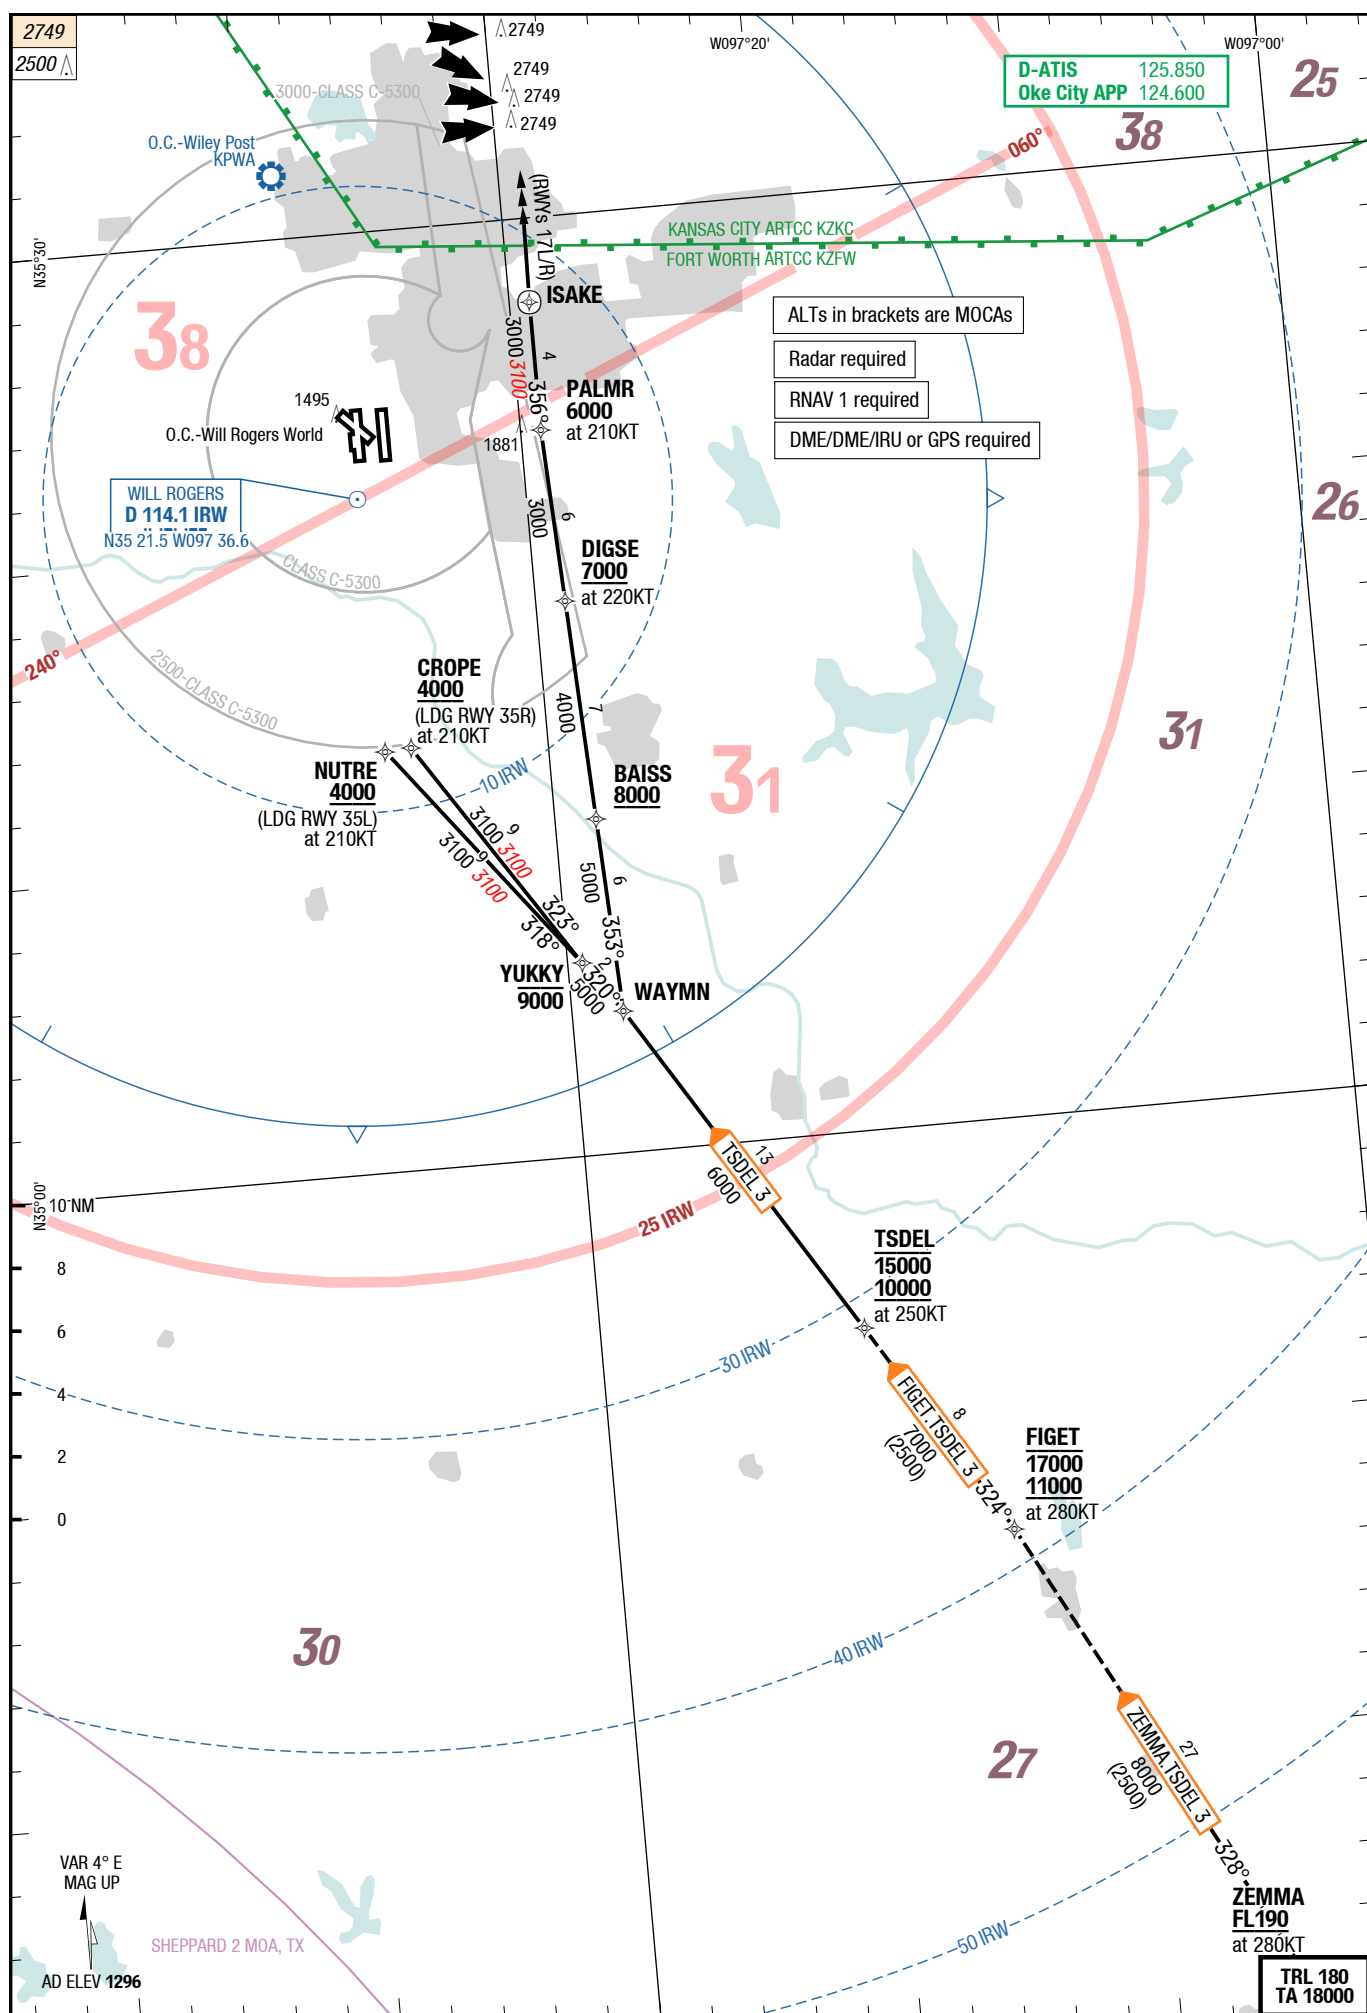 2749
2500
2749
2749
2749
2749
W097°20'
W097°00'
D-ATIS 125.850
Oke City APP 124.600
25
38
3000-CLASS C-5300
O.C.-Wiley Post
KPWA
060°
(RWYs 17L/R)
KANSAS CITY ARTCC KZKC
FORT WORTH ARTCC KZFW
N35°30'
ISAKE
38
ALTs in brackets are MOCAs
Radar required
RNAV 1 required
DME/DME/IRU or GPS required
3000 3100
4
356°
PALMR
6000
at 210KT
1495
O.C.-Will Rogers World
1881
WILL ROGERS
D 114.1 IRW
N35 21.5 W097 36.6
26
3000
6
DIGSE
7000
at 220KT
CLASS C-5300
240°
2500-CLASS C-5300
CROPE
4000
(LDG RWY 35R)
at 210KT
4000
7
31
NUTRE
4000
(LDG RWY 35L)
at 210KT
10 IRW
BAISS
8000
31
3100 3100
9
3100 3100
9
5000
6
353°
323°
318°
YUKKY
9000
2
320°
5000
WAYMN
TSDEL 3
13
6000
N35°00'
10 NM
25 IRW
8
6
4
2
0
TSDEL
15000
10000
at 250KT
30 IRW
FIGET.TSDEL 3
8
7000
(2500)
324°
FIGET
17000
11000
at 280KT
30
40 IRW
27
ZEMMA.TSDEL 3
27
8000
(2500)
328°
VAR 4° E
MAG UP
AD ELEV 1296
SHEPPARD 2 MOA, TX
50 IRW
ZEMMA
FL190
at 280KT
TRL 180
TA 18000